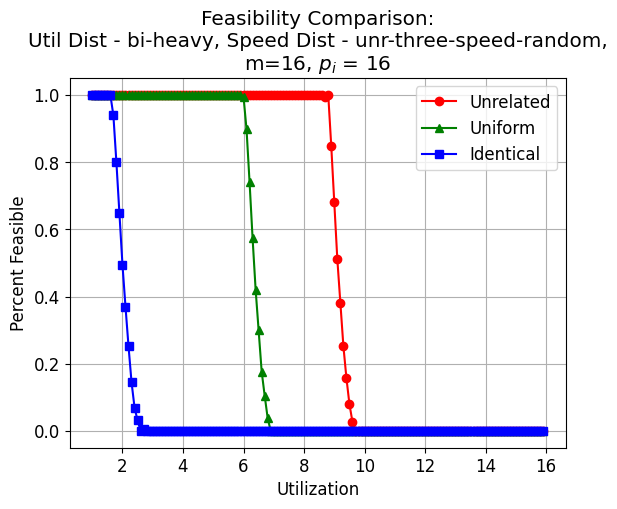 Feasibility Comparison:
Util Dist - bi-heavy, Speed Dist - unr-three-speed-random,
m=16, $p_i$ = 16
1.0
0.8
0.6
0.4
0.2
0.0
Percent Feasible
Unrelated
Uniform
Identical
2 4 6 8 10 12 14 16
Utilization